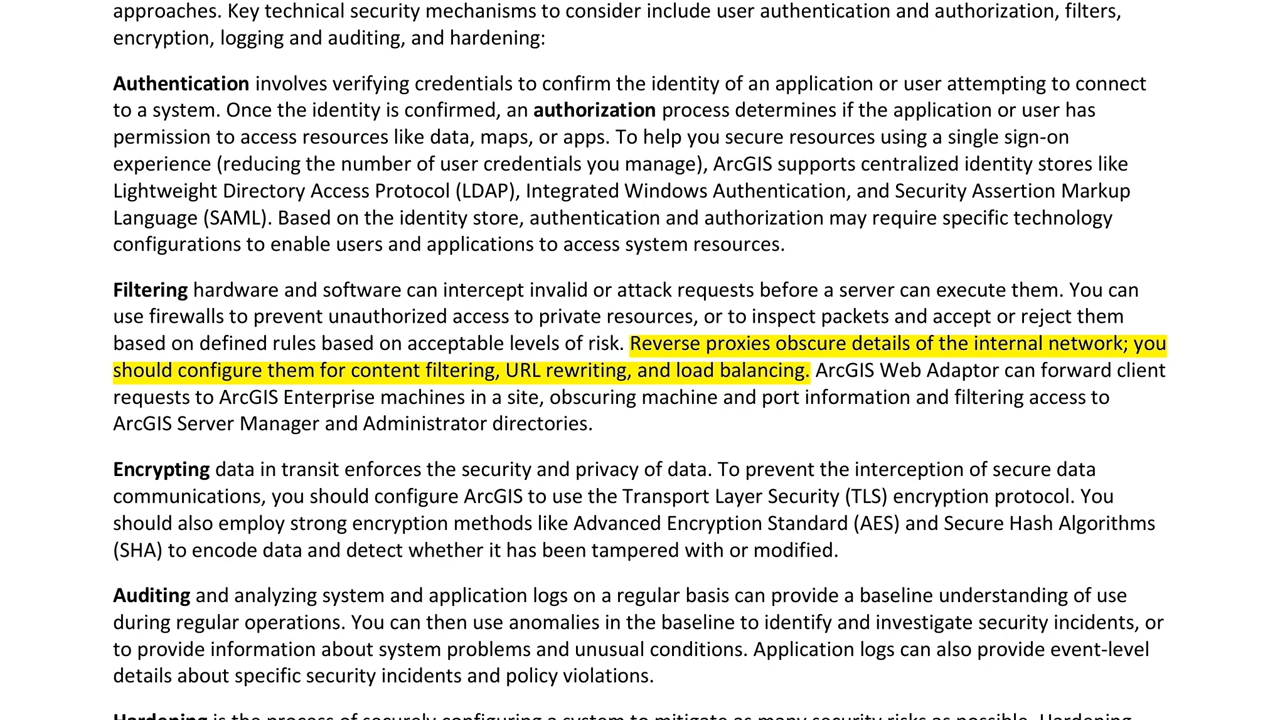 approaches. Key technical security mechanisms to consider include user authentication and authorization, filters,
encryption, logging and auditing, and hardening:
Authentication involves verifying credentials to confirm the identity of an application or user attempting to connect
to a system. Once the identity is confirmed, an authorization process determines if the application or user has
permission to access resources like data, maps, or apps. To help you secure resources using a single sign-on
experience (reducing the number of user credentials you manage), ArcGIS supports centralized identity stores like
Lightweight Directory Access Protocol (LDAP), Integrated Windows Authentication, and Security Assertion Markup
Language (SAML). Based on the identity store, authentication and authorization may require specific technology
configurations to enable users and applications to access system resources.
Filtering hardware and software can intercept invalid or attack requests before a server can execute them. You can
use firewalls to prevent unauthorized access to private resources, or to inspect packets and accept or reject them
based on defined rules based on acceptable levels of risk. Reverse proxies obscure details of the internal network; you
should configure them for content filtering, URL rewriting, and load balancing. ArcGIS Web Adaptor can forward client
requests to ArcGIS Enterprise machines in a site, obscuring machine and port information and filtering access to
ArcGIS Server Manager and Administrator directories.
Encrypting data in transit enforces the security and privacy of data. To prevent the interception of secure data
communications, you should configure ArcGIS to use the Transport Layer Security (TLS) encryption protocol. You
should also employ strong encryption methods like Advanced Encryption Standard (AES) and Secure Hash Algorithms
(SHA) to encode data and detect whether it has been tampered with or modified.
Auditing and analyzing system and application logs on a regular basis can provide a baseline understanding of use
during regular operations. You can then use anomalies in the baseline to identify and investigate security incidents, or
to provide information about system problems and unusual conditions. Application logs can also provide event-level
details about specific security incidents and policy violations.
Hardening is the process of securely configuring a system to mitigate as many security risks as possible. Hardening